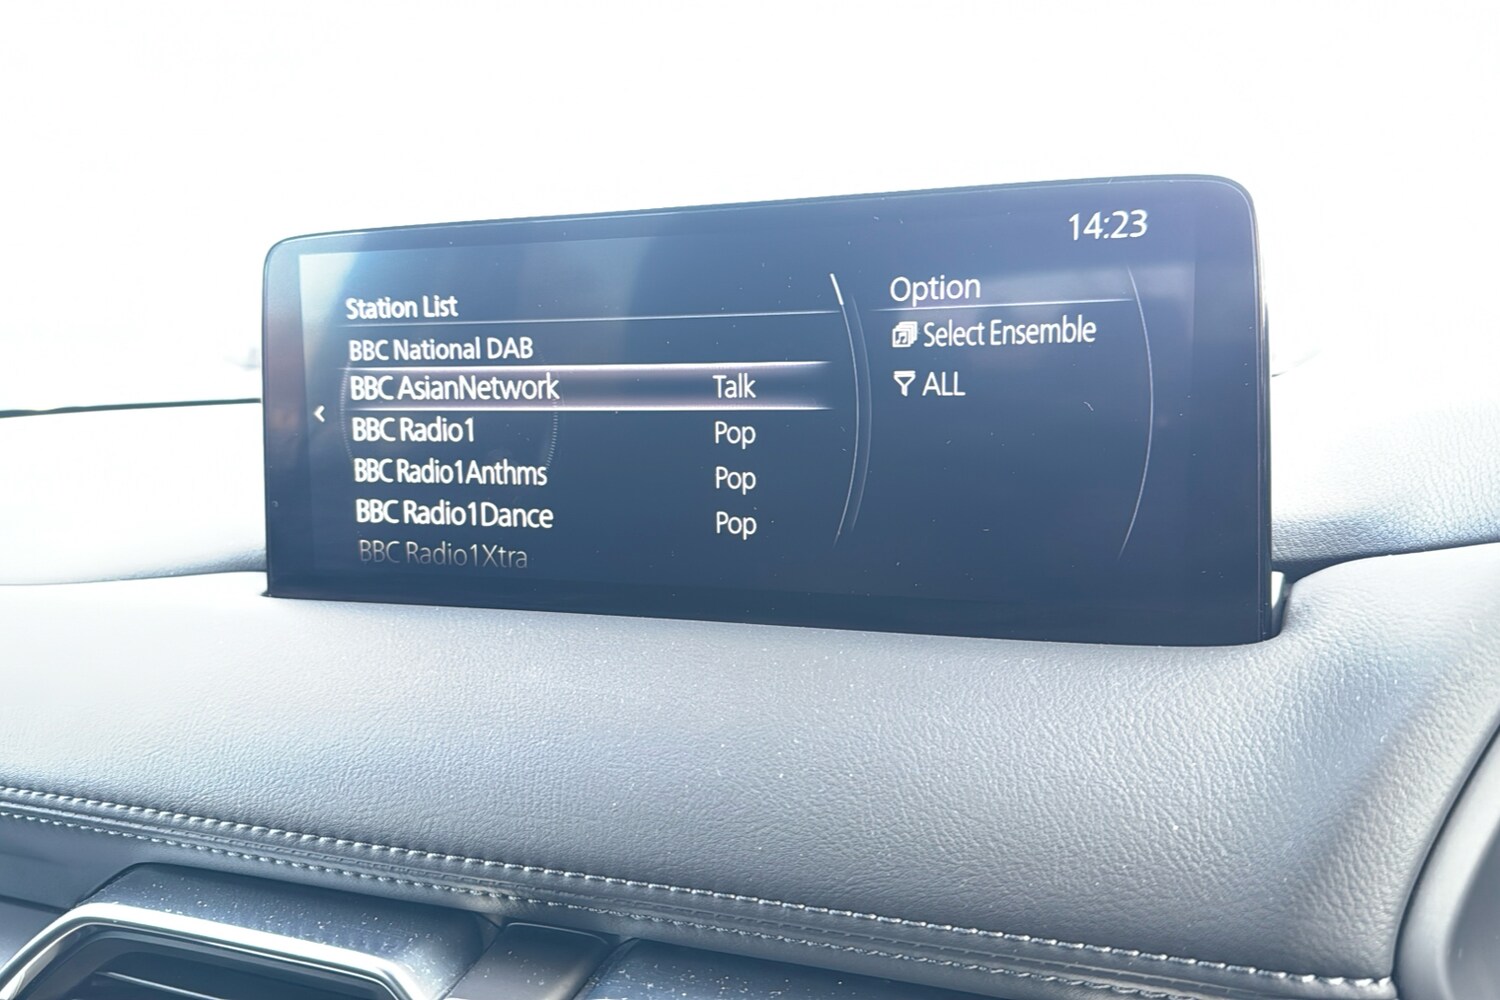 14:23
Station List
BBC National DAB
BBC AsianNetwork Talk
BBC Radio1 Pop
BBC Radio1Anthms Pop
BBC Radio1Dance Pop
BBC Radio1Xtra
Option
Select Ensemble
ALL